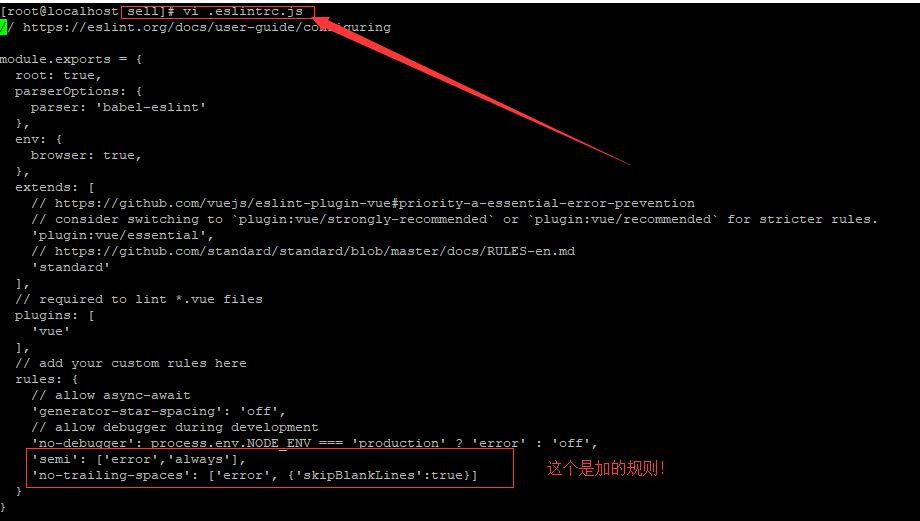 [root@localhost sell]# vi .eslintrc.js
// https://eslint.org/docs/user-guide/configuring
module.exports = {
  root: true,
  parserOptions: {
    parser: 'babel-eslint'
  },
  env: {
    browser: true,
  },
  extends: [
    // https://github.com/vuejs/eslint-plugin-vue#priority-a-essential-error-prevention
    // consider switching to `plugin:vue/strongly-recommended` or `plugin:vue/recommended` for stricter rules.
    'plugin:vue/essential',
    // https://github.com/standard/standard/blob/master/docs/RULES-en.md
    'standard'
  ],
  // required to lint *.vue files
  plugins: [
    'vue'
  ],
  // add your custom rules here
  rules: {
    // allow async-await
    'generator-star-spacing': 'off',
    // allow debugger during development
    'no-debugger': process.env.NODE_ENV === 'production' ? 'error' : 'off',
    'semi': ['error','always'],
    'no-trailing-spaces': ['error', {'skipBlankLines':true}]
这个是加的规则!
  }
}